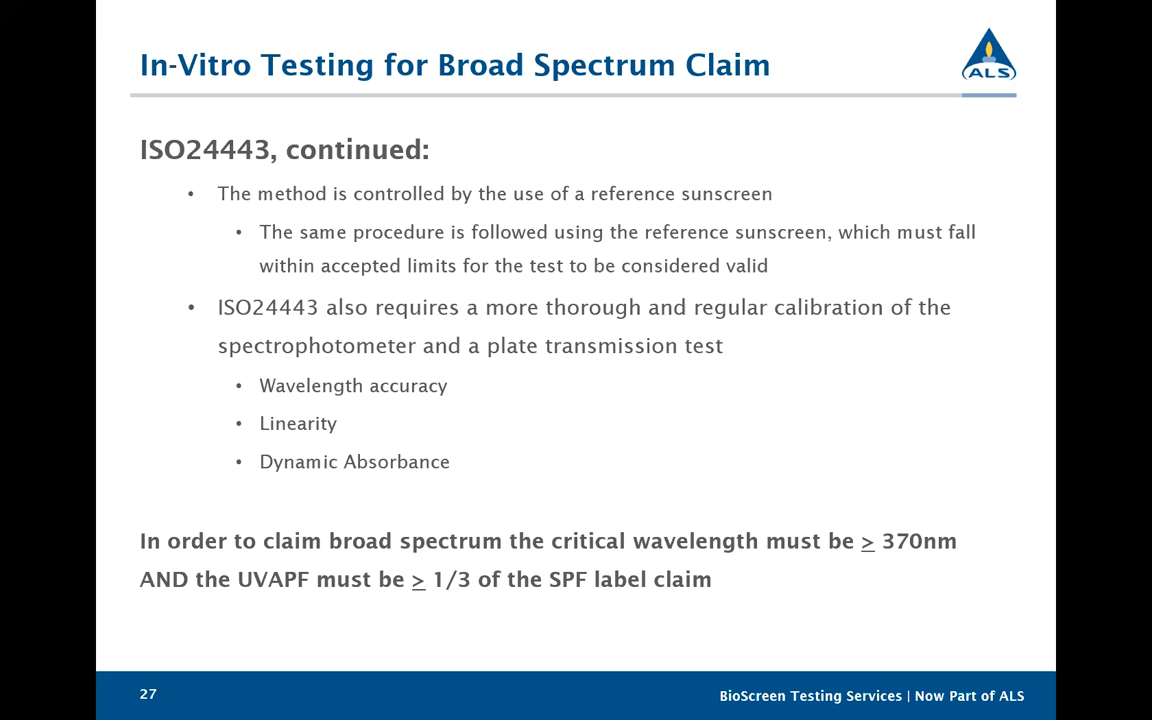 In-Vitro Testing for Broad Spectrum Claim
ALS
ISO24443, continued:
• The method is controlled by the use of a reference sunscreen
• The same procedure is followed using the reference sunscreen, which must fall
within accepted limits for the test to be considered valid
• ISO24443 also requires a more thorough and regular calibration of the
spectrophotometer and a plate transmission test
• Wavelength accuracy
• Linearity
• Dynamic Absorbance
In order to claim broad spectrum the critical wavelength must be ≥ 370nm
AND the UVAPF must be ≥ 1/3 of the SPF label claim
27
BioScreen Testing Services | Now Part of ALS